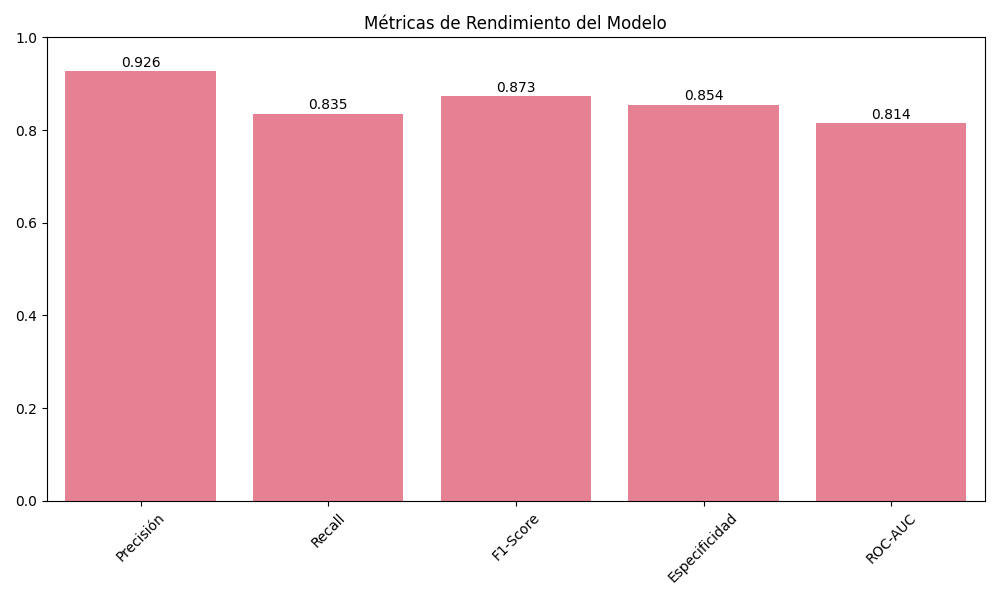 Métricas de Rendimiento del Modelo
1.0
0.8
0.6
0.4
0.2
0.0
0.926
0.835
0.873
0.854
0.814
Precisión
Recall
F1-Score
Especificidad
ROC-AUC